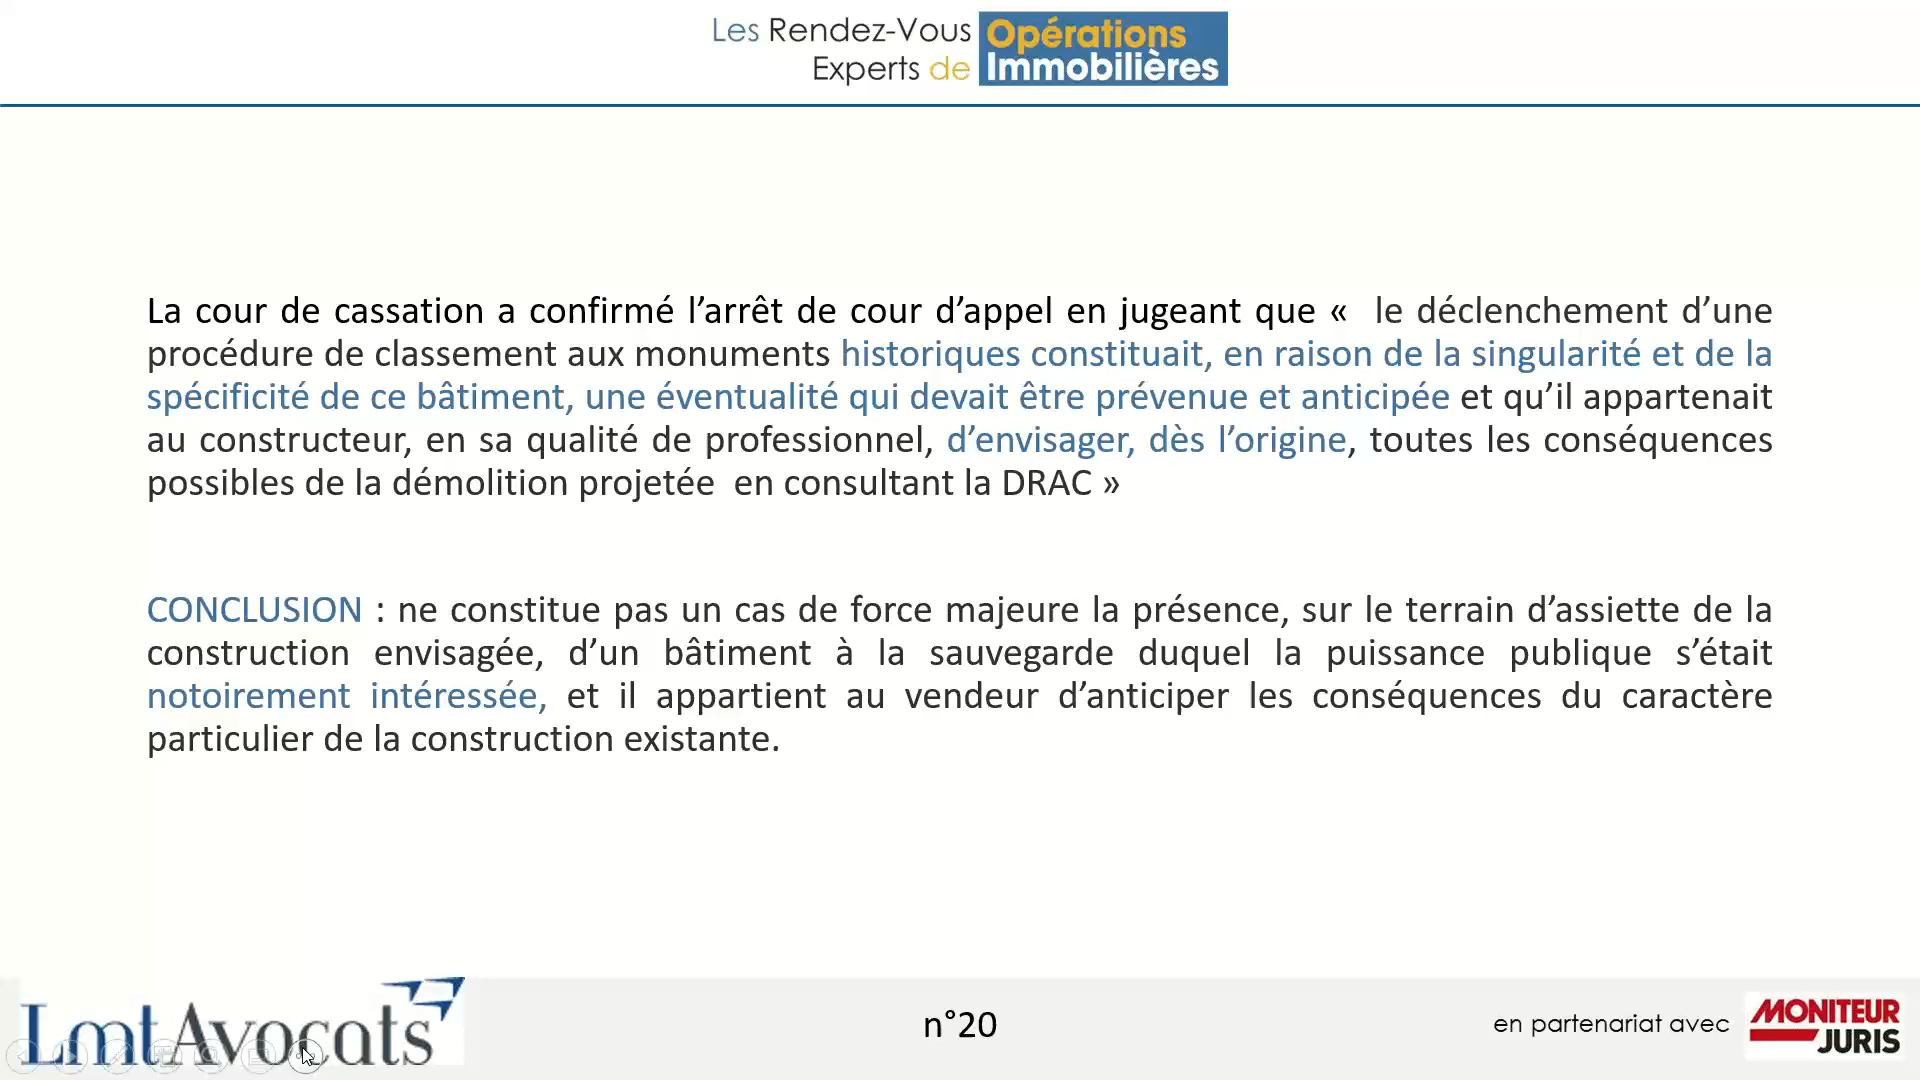 Les Rendez-Vous
Experts de
Opérations
Immobilières
La cour de cassation a confirmé l’arrêt de cour d’appel en jugeant que « le déclenchement d’une
procédure de classement aux monuments historiques constituait, en raison de la singularité et de la
spécificité de ce bâtiment, une éventualité qui devait être prévenue et anticipée et qu’il appartenait
au constructeur, en sa qualité de professionnel, d’envisager, dès l’origine, toutes les conséquences
possibles de la démolition projetée en consultant la DRAC »
CONCLUSION : ne constitue pas un cas de force majeure la présence, sur le terrain d’assiette de la
construction envisagée, d’un bâtiment à la sauvegarde duquel la puissance publique s’était
notoirement intéressée, et il appartient au vendeur d’anticiper les conséquences du caractère
particulier de la construction existante.
Lmt Avocats
n°20
en partenariat avec
MONITEUR
JURIS